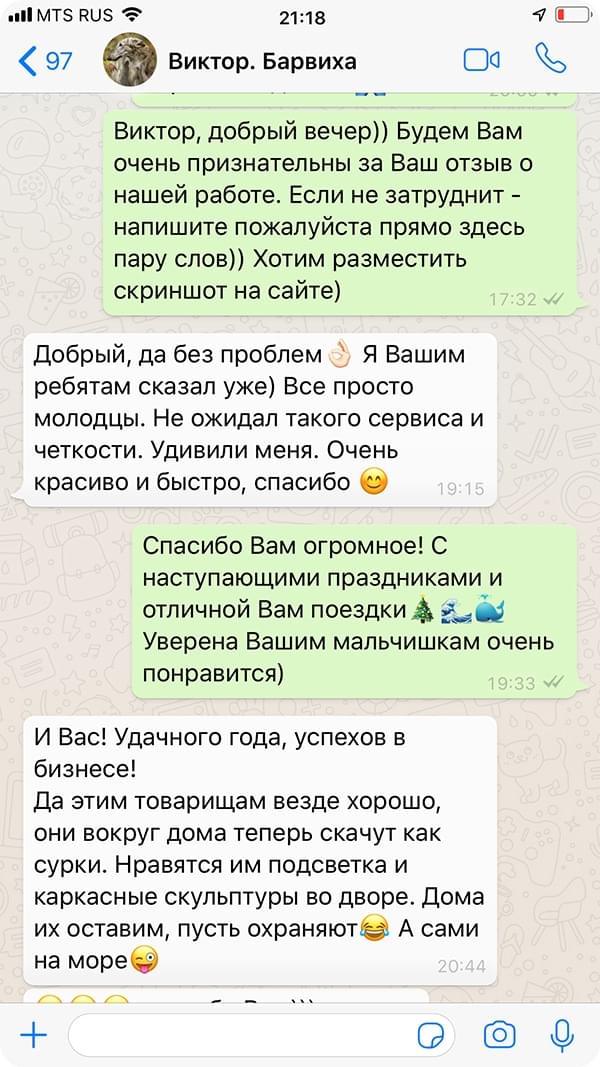 MTS RUS
21:18
97
Виктор. Барвиха
Виктор, добрый вечер)) Будем Вам
очень признательны за Ваш отзыв о
нашей работе. Если не затруднит -
напишите пожалуйста прямо здесь
пару слов)) Хотим разместить
скриншот на сайте)
17:32
Добрый, да без проблем👌🏻 Я Вашим
ребятам сказал уже) Все просто
молодцы. Не ожидал такого сервиса и
четкости. Удивили меня. Очень
красиво и быстро, спасибо 😊
19:15
Спасибо Вам огромное! С
наступающими праздниками и
отличной Вам поездки🎄🌊🐳
Уверена Вашим мальчишкам очень
понравится)
19:33
И Вас! Удачного года, успехов в
бизнесе!
Да этим товарищам везде хорошо,
они вокруг дома теперь скачут как
сурки. Нравятся им подсветка и
каркасные скульптуры во дворе. Дома
их оставим, пусть охраняют😂 А сами
на море😜
20:44